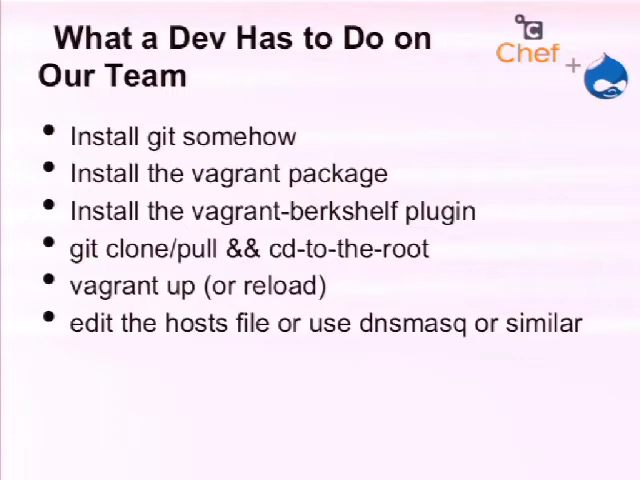 What a Dev Has to Do on
Our Team
Chef
+
• Install git somehow
• Install the vagrant package
• Install the vagrant-berkshelf plugin
• git clone/pull && cd-to-the-root
• vagrant up (or reload)
• edit the hosts file or use dnsmasq or similar